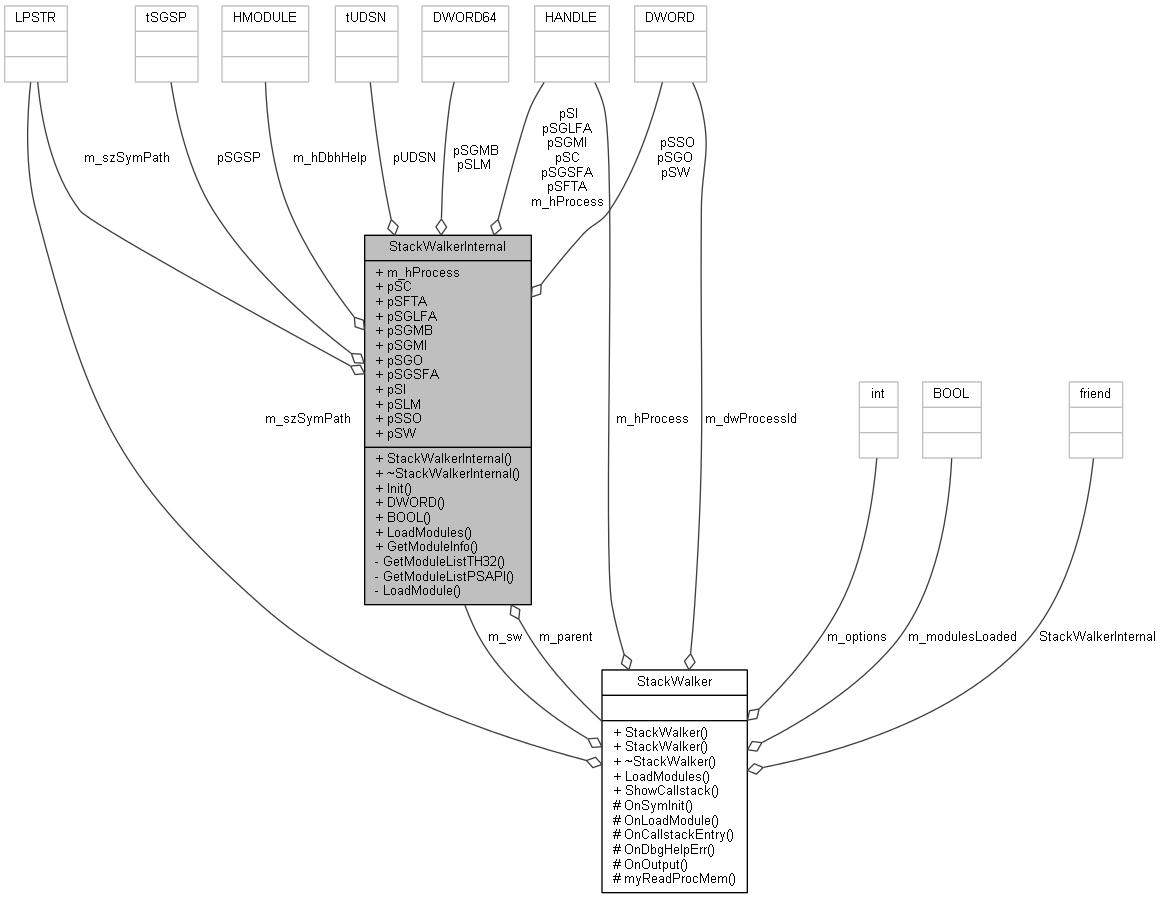 LPSTR
tSGSP
HMODULE
tUDSN
DWORD64
HANDLE
DWORD
m_szSymPath
pSGSP
m_hDbhHelp
pUDSN
pSGMB
pSLM
pSI
pSGLFA
pSGMI
pSC
pSGSFA
pSFTA
m_hProcess
pSSO
pSGO
pSW
StackWalkerInternal
+ m_hProcess
+ pSC
+ pSFTA
+ pSGLFA
+ pSGMB
+ pSGMI
+ pSGO
+ pSGSFA
+ pSI
+ pSLM
+ pSSO
+ pSW
+ StackWalkerInternal()
+ ~StackWalkerInternal()
+ Init()
+ DWORD()
+ BOOL()
+ LoadModules()
+ GetModuleInfo()
- GetModuleListTH32()
- GetModuleListPSAPI()
- LoadModule()
m_szSymPath
m_hProcess
m_dwProcessId
int
BOOL
friend
m_sw
m_parent
m_options
m_modulesLoaded
StackWalkerInternal
StackWalker
+ StackWalker()
+ StackWalker()
+ ~StackWalker()
+ LoadModules()
+ ShowCallstack()
# OnSymInit()
# OnLoadModule()
# OnCallstackEntry()
# OnDbgHelpErr()
# OnOutput()
# myReadProcMem()